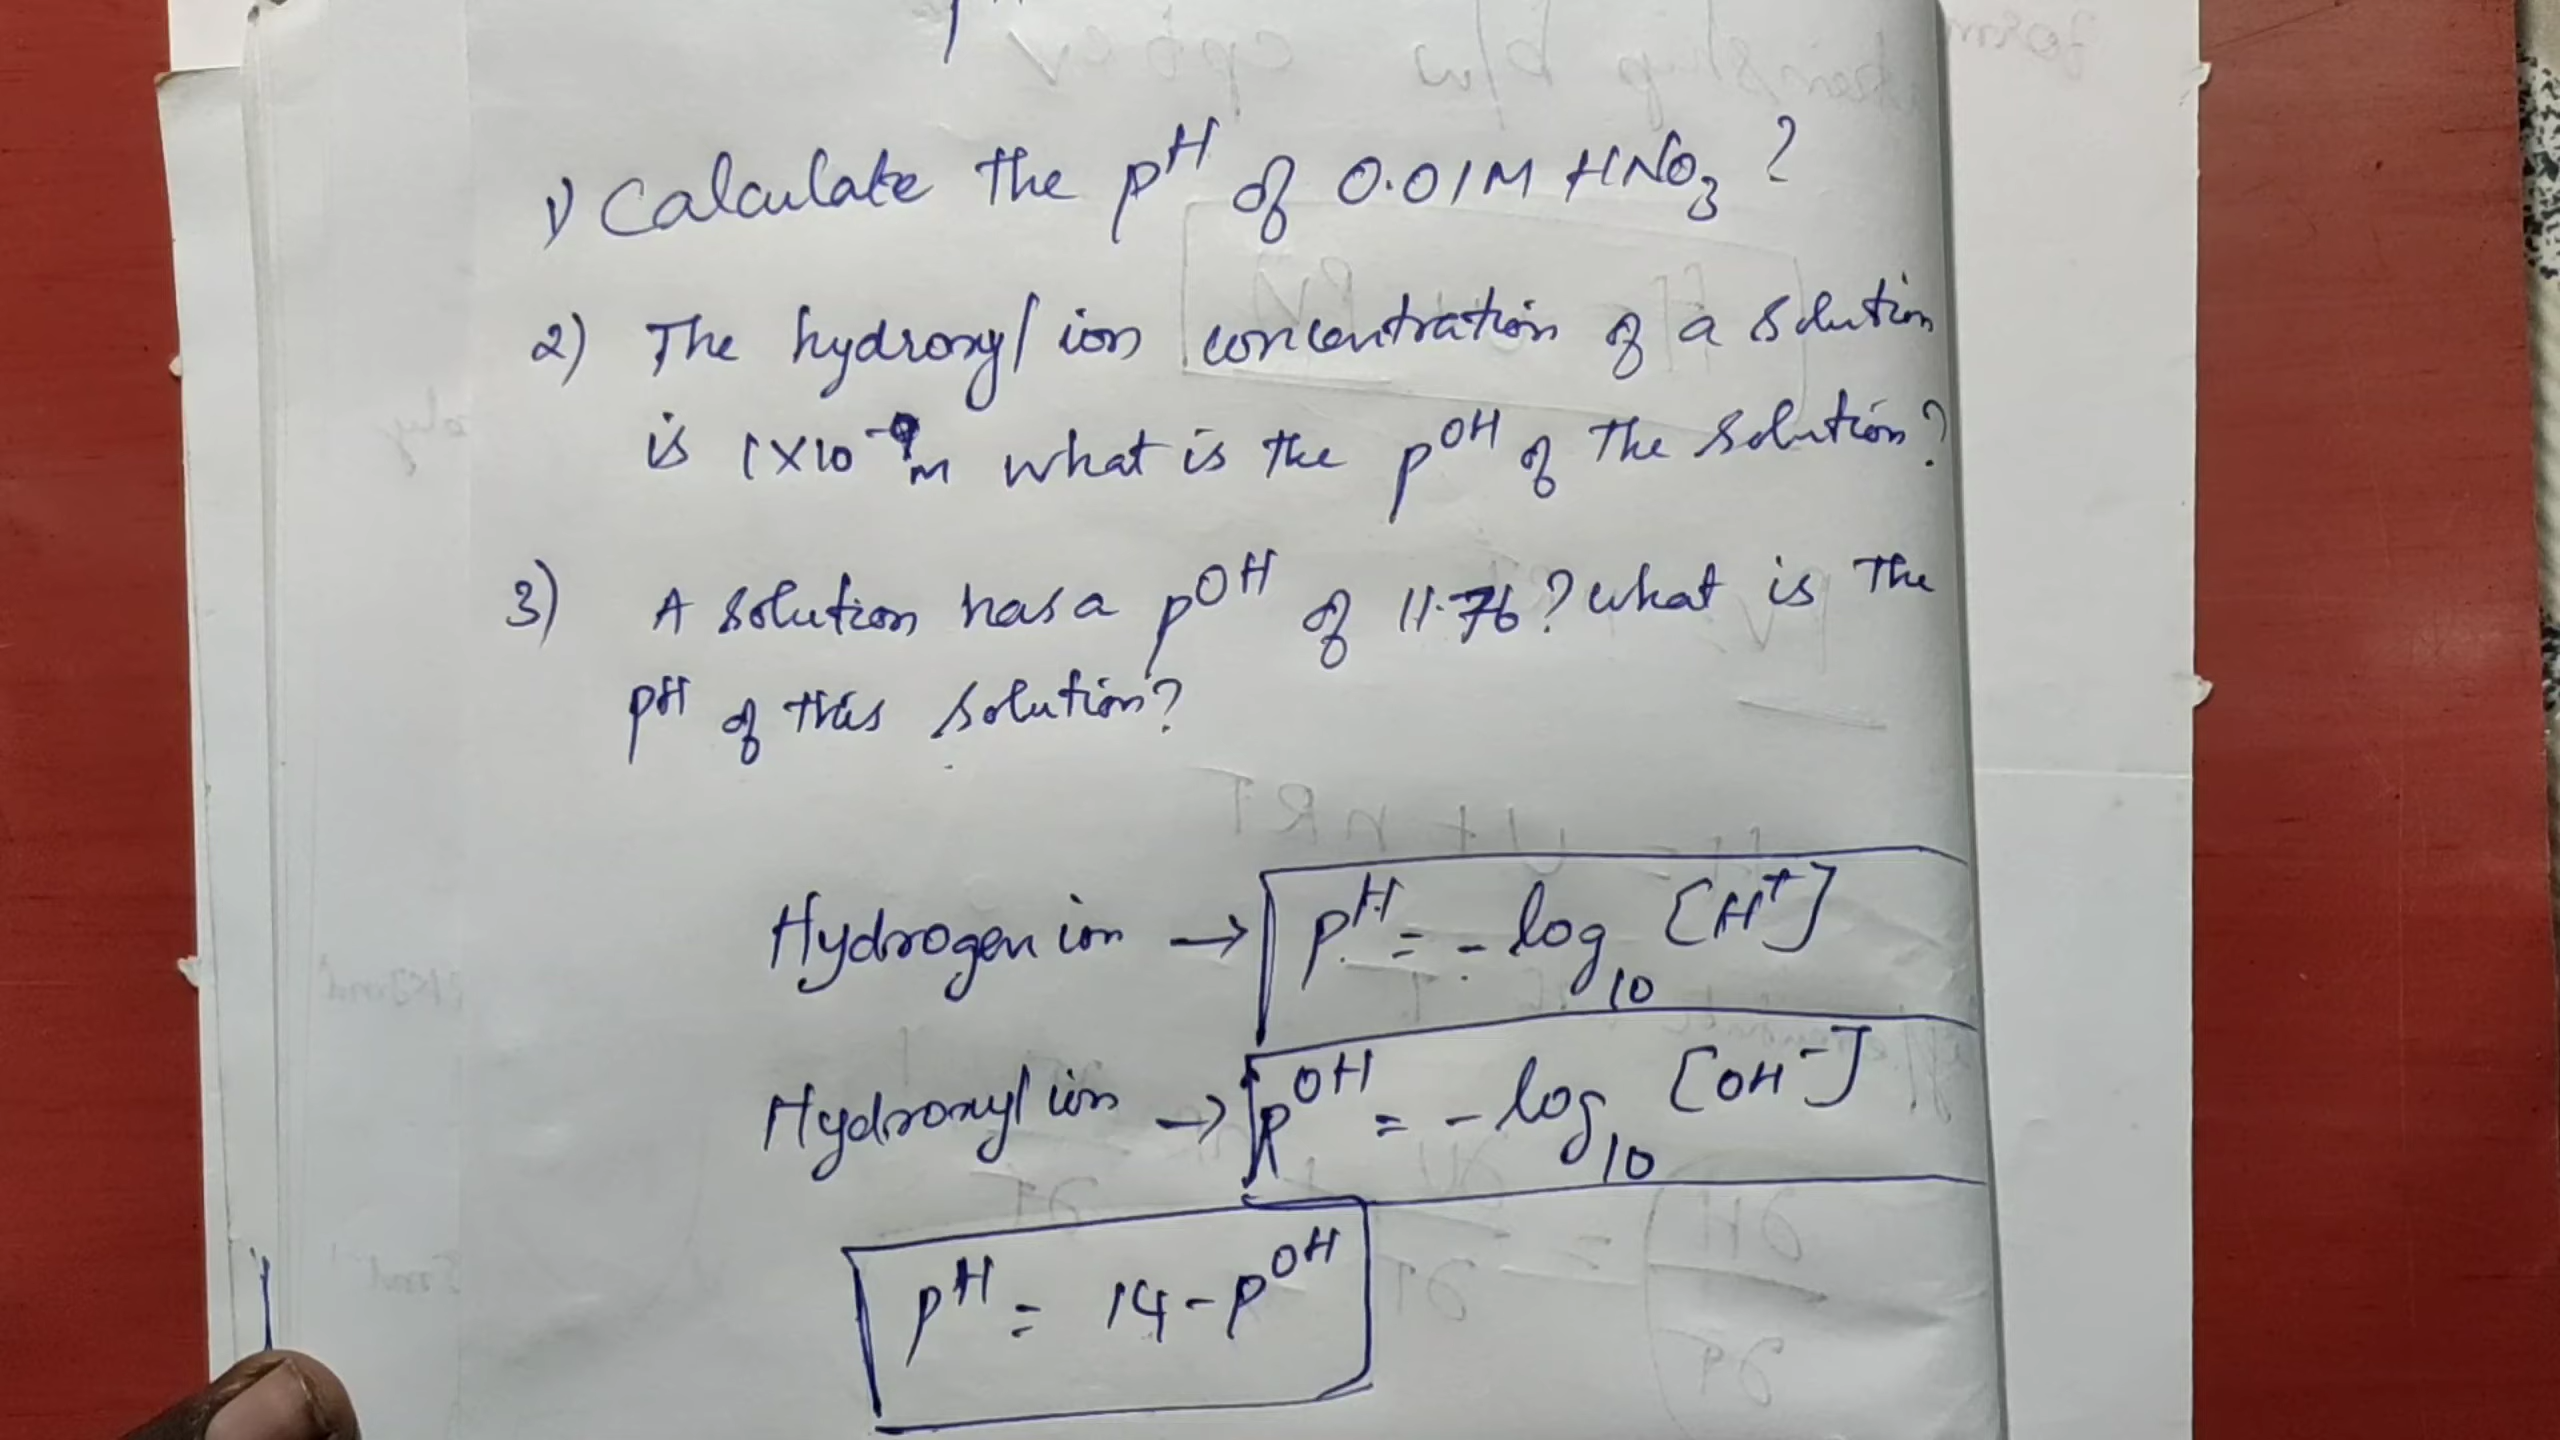 1) Calculate the pH of 0.01M HNO3 ?
2) The hydroxyl ion concentration of a solution
is 1×10⁻⁹ M what is the pOH of the solution?
3) A solution has a pOH of 11.76? what is the
pH of this solution?
Hydrogen ion → pH = - log10 [H⁺]
Hydroxyl ion → pOH = - log10 [OH⁻]
pH = 14 - pOH